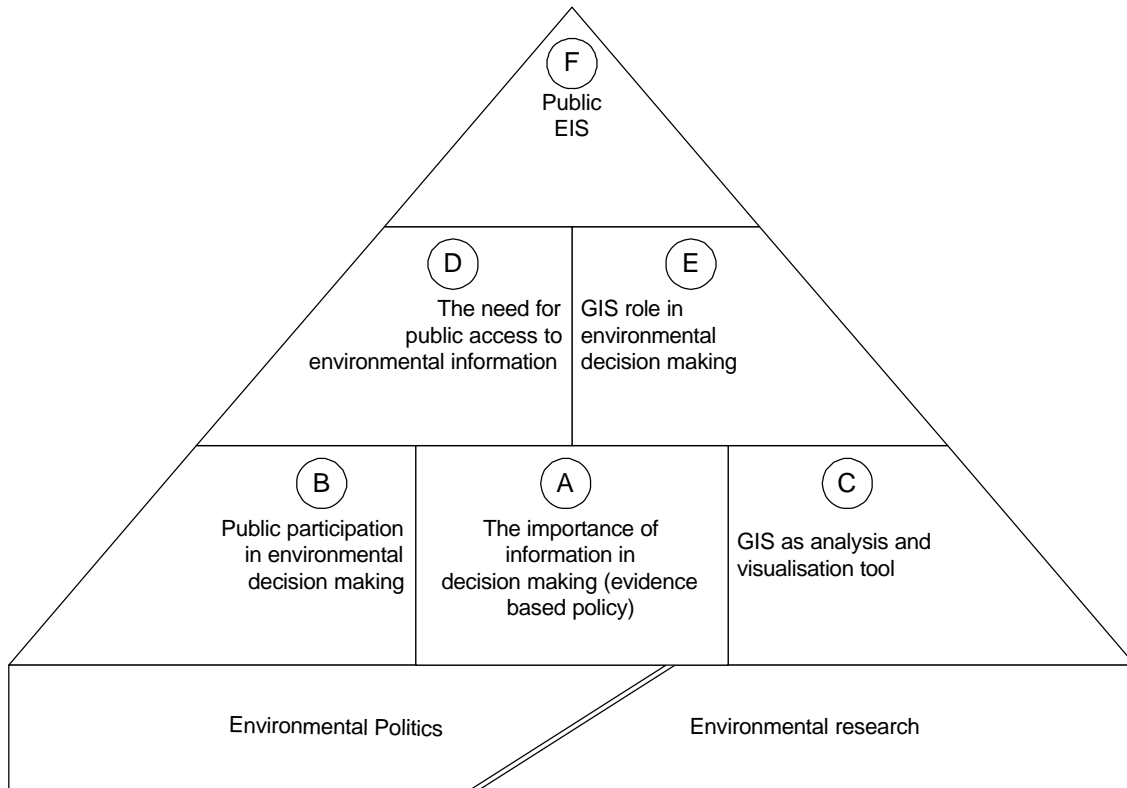 F
Public
EIS
D
The need for
public access to
environmental information
E
GIS role in
environmental
decision making
B
Public participation
in environmental
decision making
A
The importance of
information in
decision making (evidence
based policy)
C
GIS as analysis and
visualisation tool
Environmental Politics
Environmental research